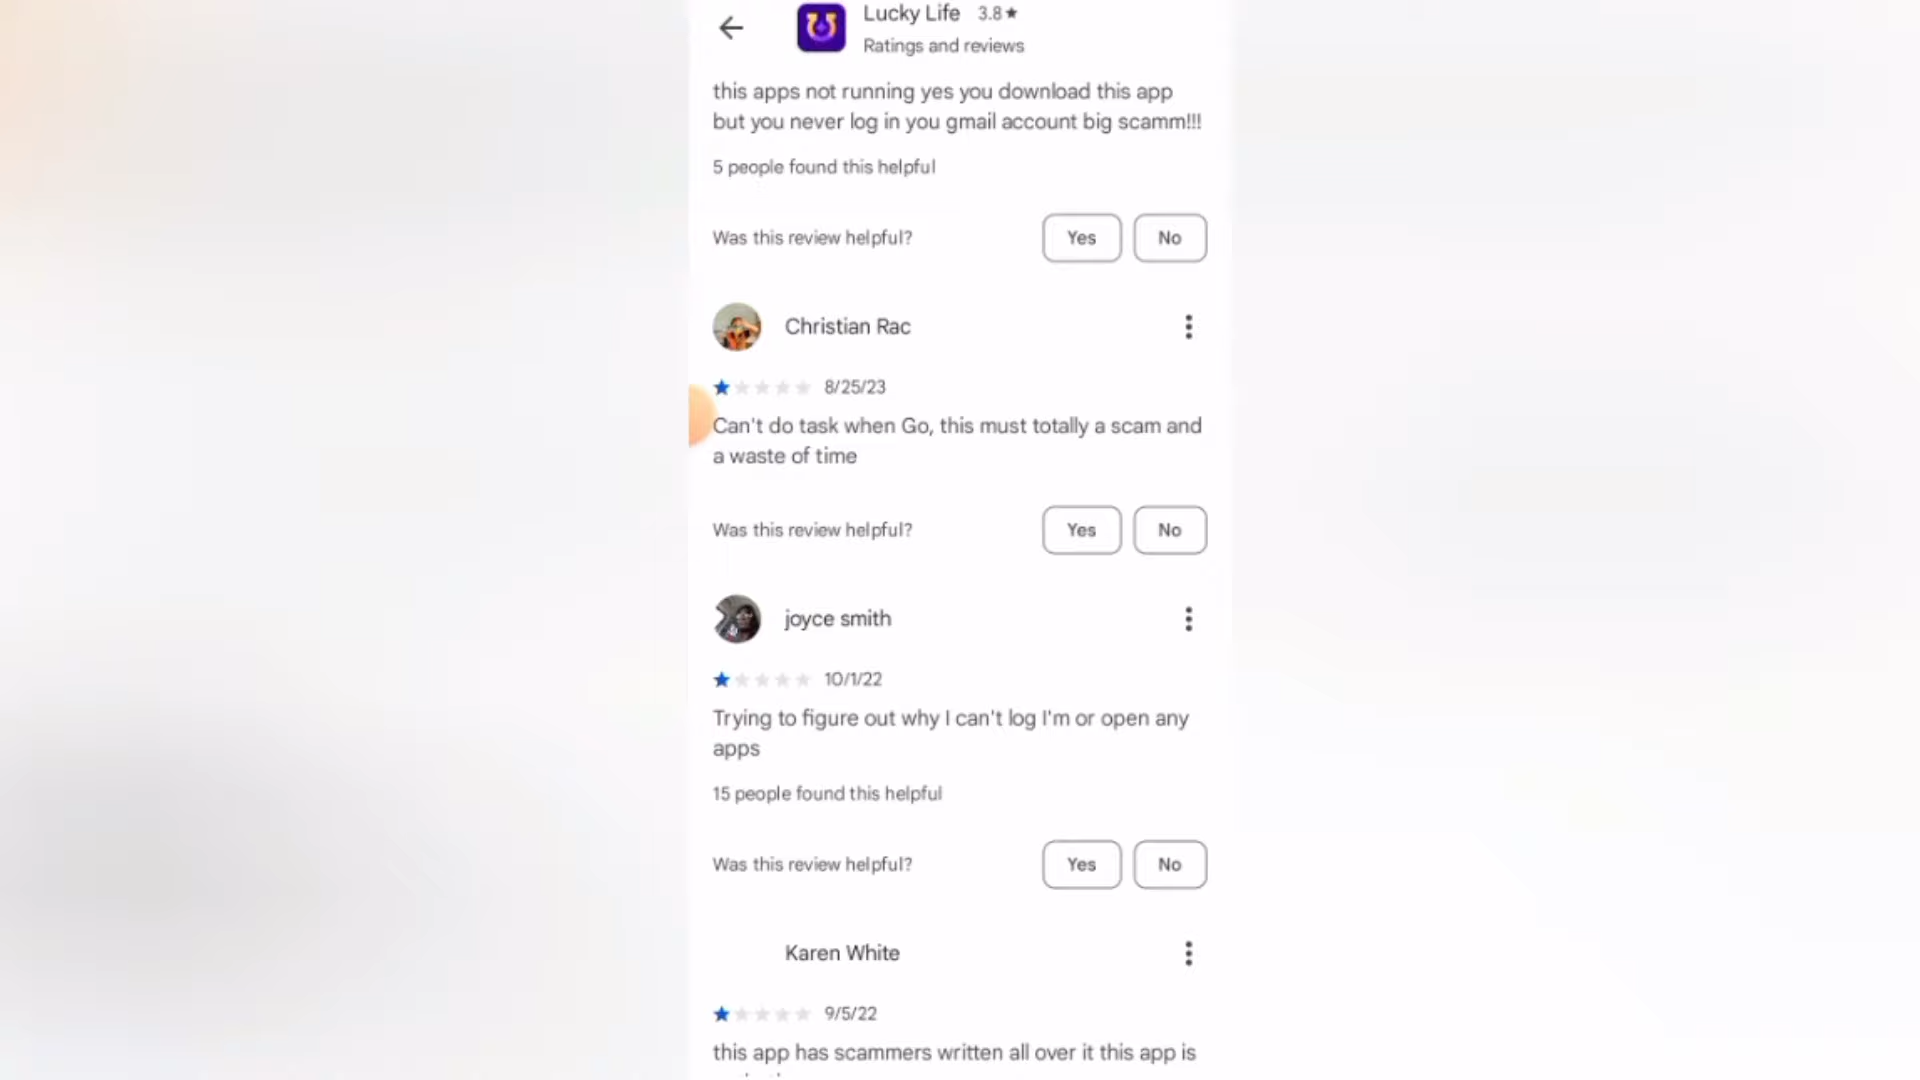 Lucky Life 3.8★
Ratings and reviews
this apps not running yes you download this app
but you never log in you gmail account big scamm!!!
5 people found this helpful
Was this review helpful? Yes No
Christian Rac
8/25/23
Can't do task when Go, this must totally a scam and
a waste of time
Was this review helpful? Yes No
joyce smith
10/1/22
Trying to figure out why I can't log I'm or open any
apps
15 people found this helpful
Was this review helpful? Yes No
Karen White
9/5/22
this app has scammers written all over it this app is